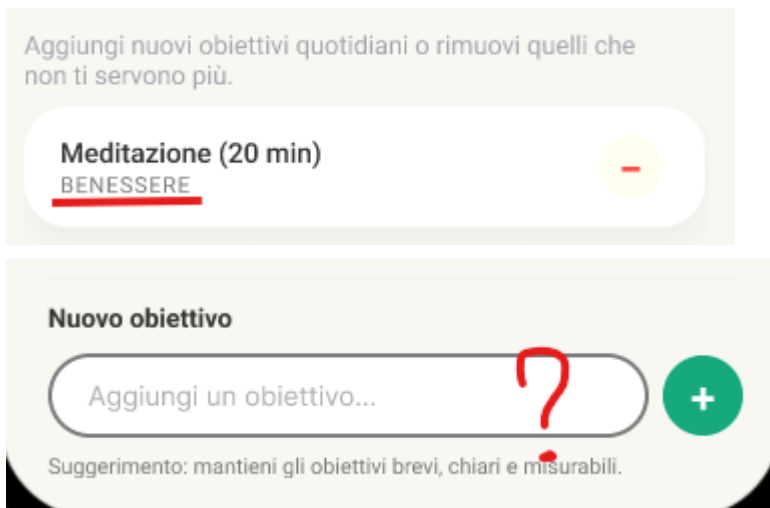 Aggiungi nuovi obiettivi quotidiani o rimuovi quelli che
non ti servono più.
Meditazione (20 min)
BENESSERE
–
Nuovo obiettivo
Aggiungi un obiettivo...
?
+
Suggerimento: mantieni gli obiettivi brevi, chiari e misurabili.